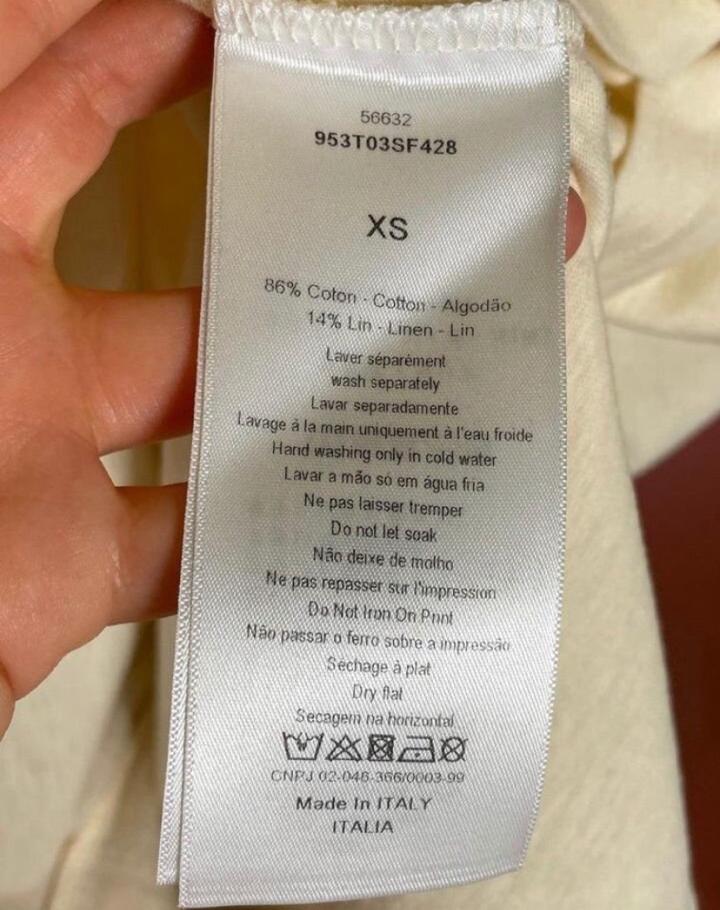 56632
953T03SF428
XS
86% Coton - Cotton - Algodão
14% Lin - Linen - Lin
Laver séparément
wash separately
Lavar separadamente
Lavage à la main uniquement à l'eau froide
Hand washing only in cold water
Lavar a mão só em água fria
Ne pas laisser tremper
Do not let soak
Não deixe de molho
Ne pas repasser sur l'impression
Do Not Iron On Print
Não passar o ferro sobre a impressão
Sechage à plat
Dry flat
Secagem na horizontal
CNPJ 02-046-366/0003-99
Made In ITALY
ITALIA